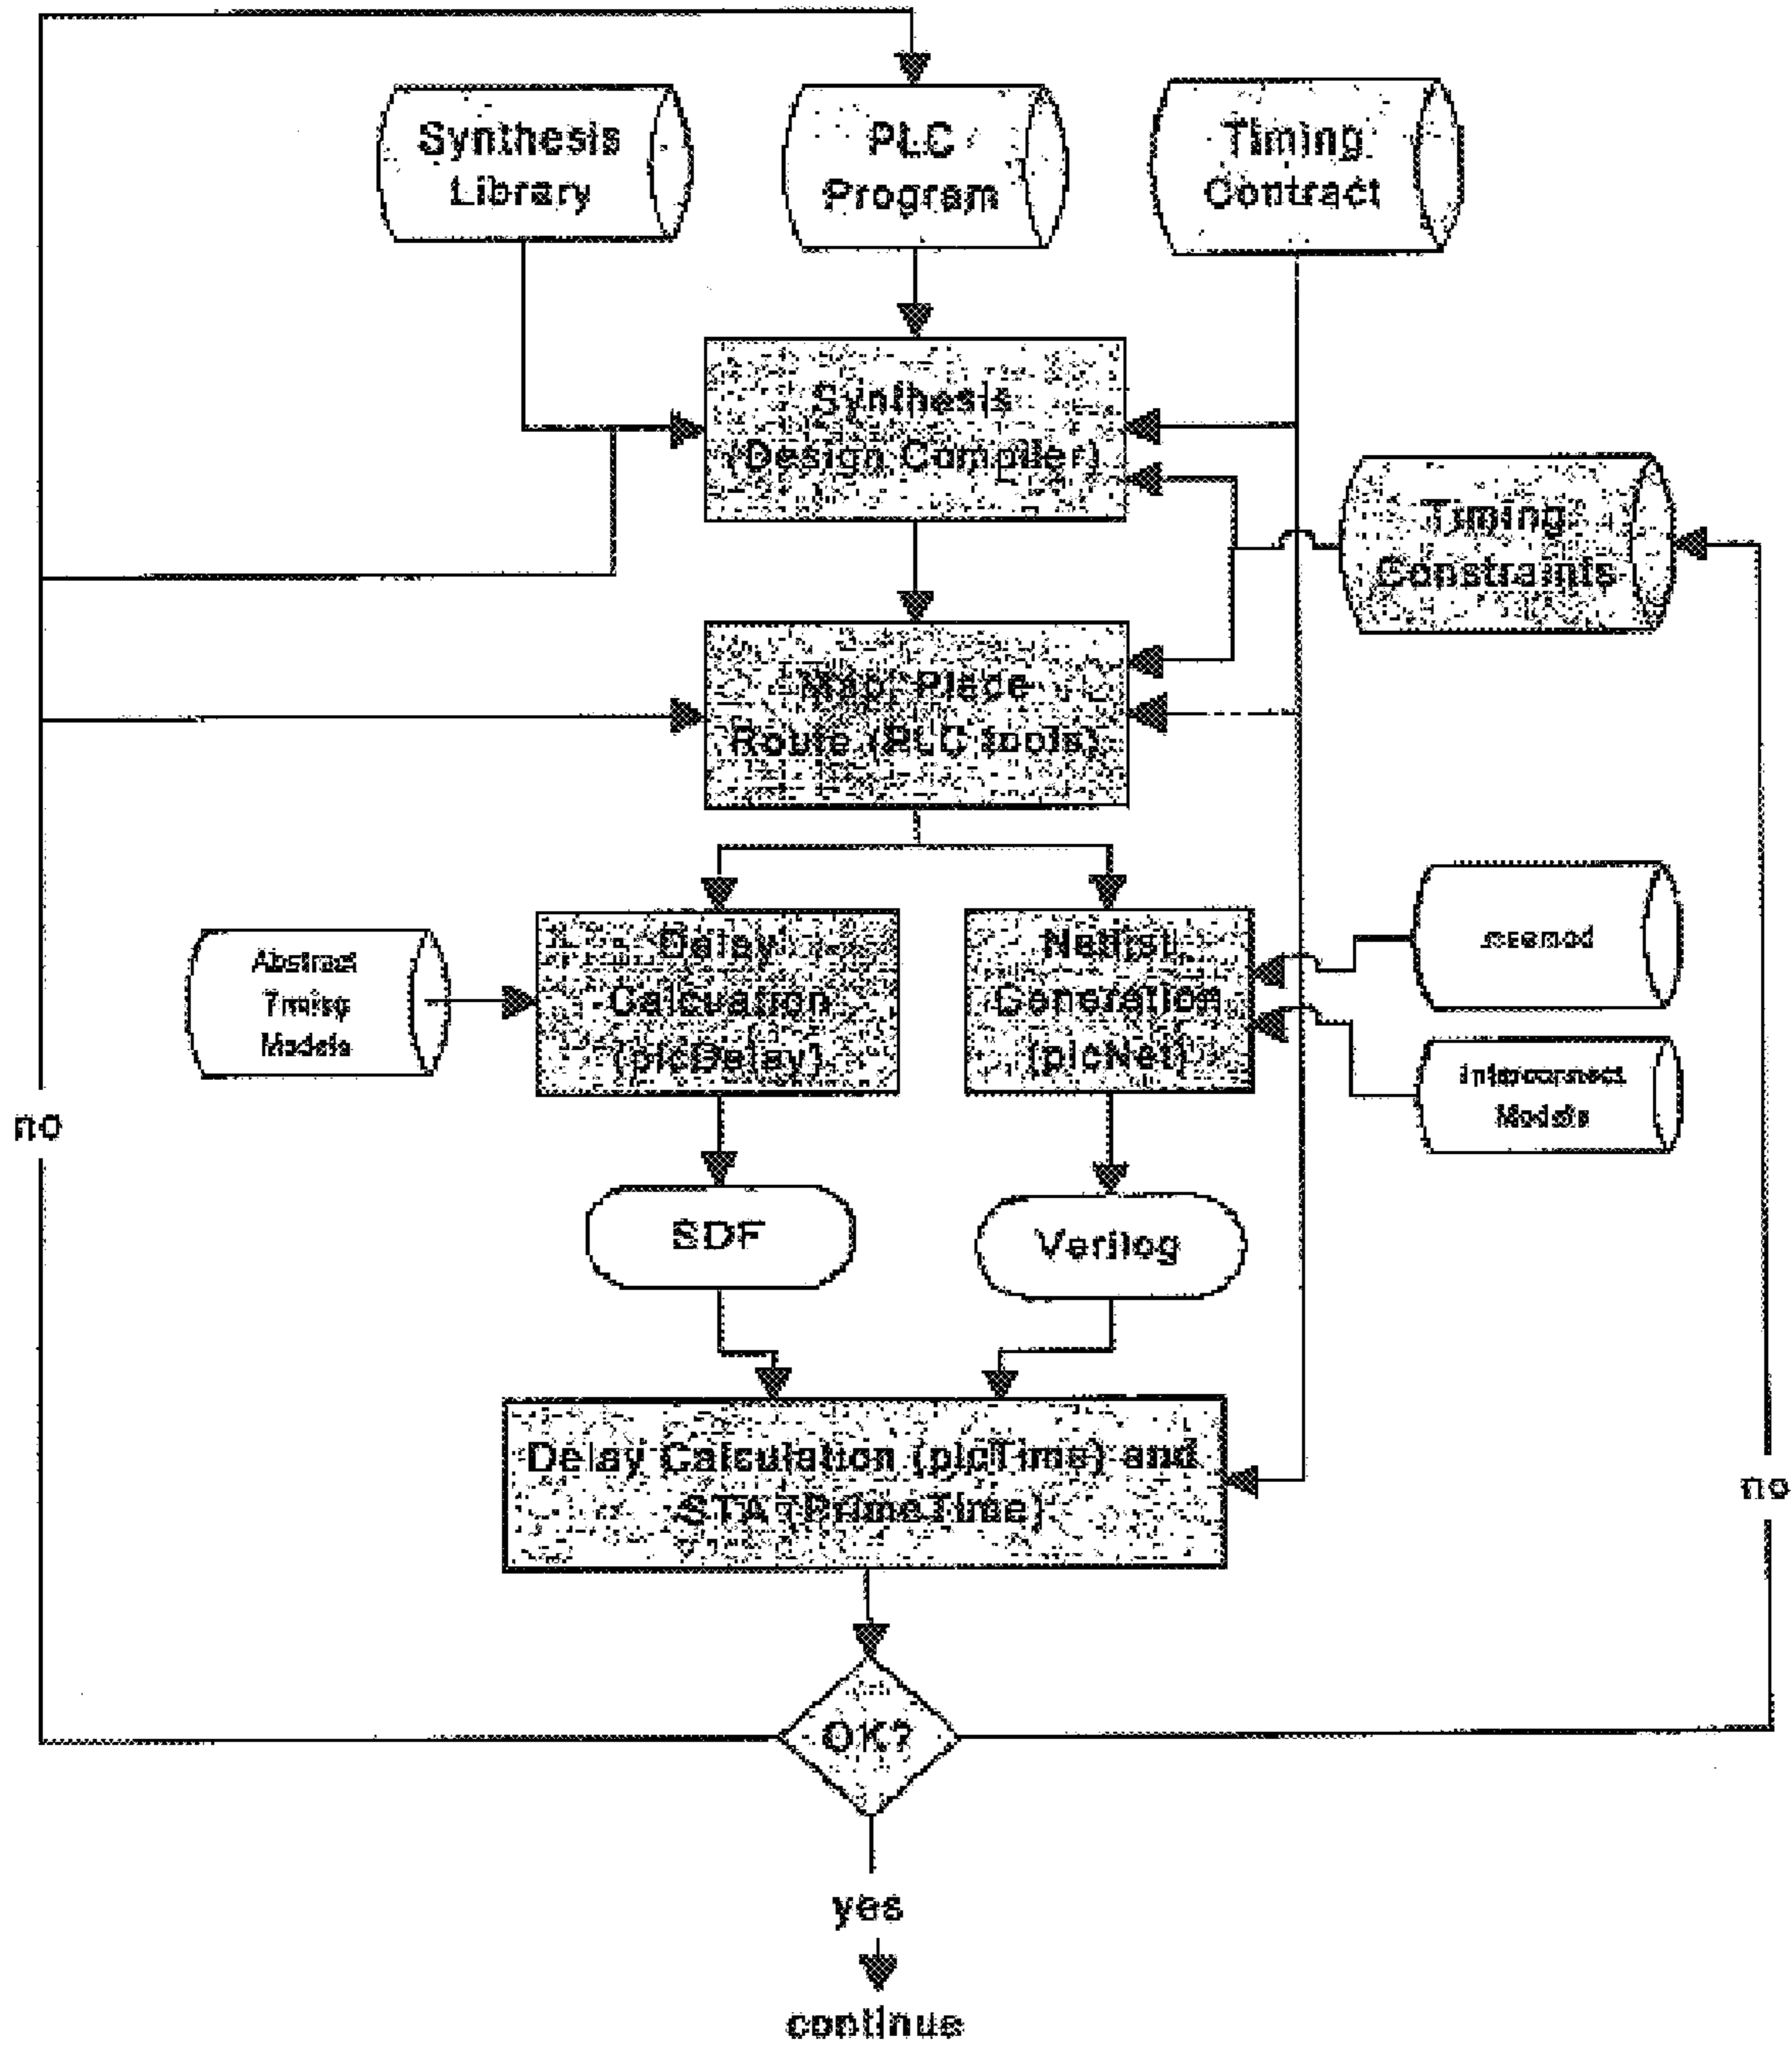 Synthesis
Library
PLC
Program
Timing
Contract
Synthesis
(Design Compiler)
Timing
Constraints
Map, Place
Route (PLC tools)
Abstract
Timing
Models
Delay
Calcuation
(plcDelay)
Netlist
Generation
(plcNet)
Interconnect
Models
no
SDF
Verilog
Delay Calculation (plcTime) and
STA (PrimeTime)
no
OK?
yes
continue